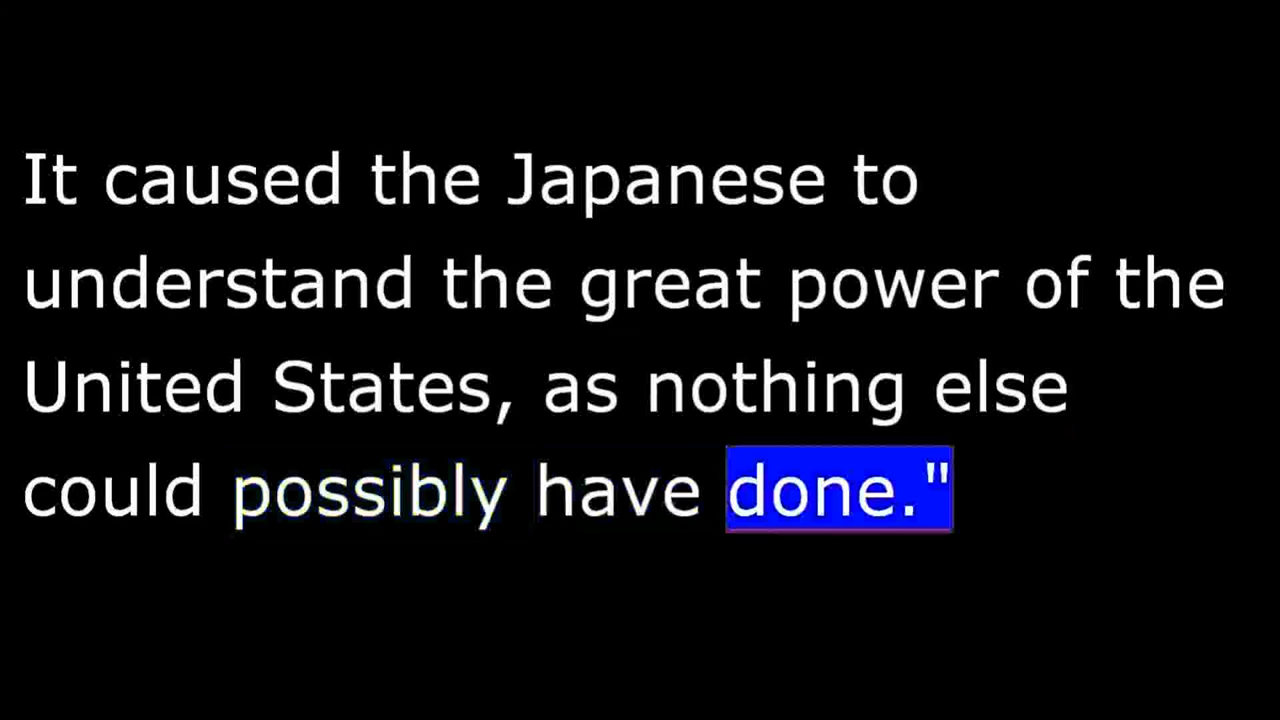 It caused the Japanese to
understand the great power of the
United States, as nothing else
could possibly have done."